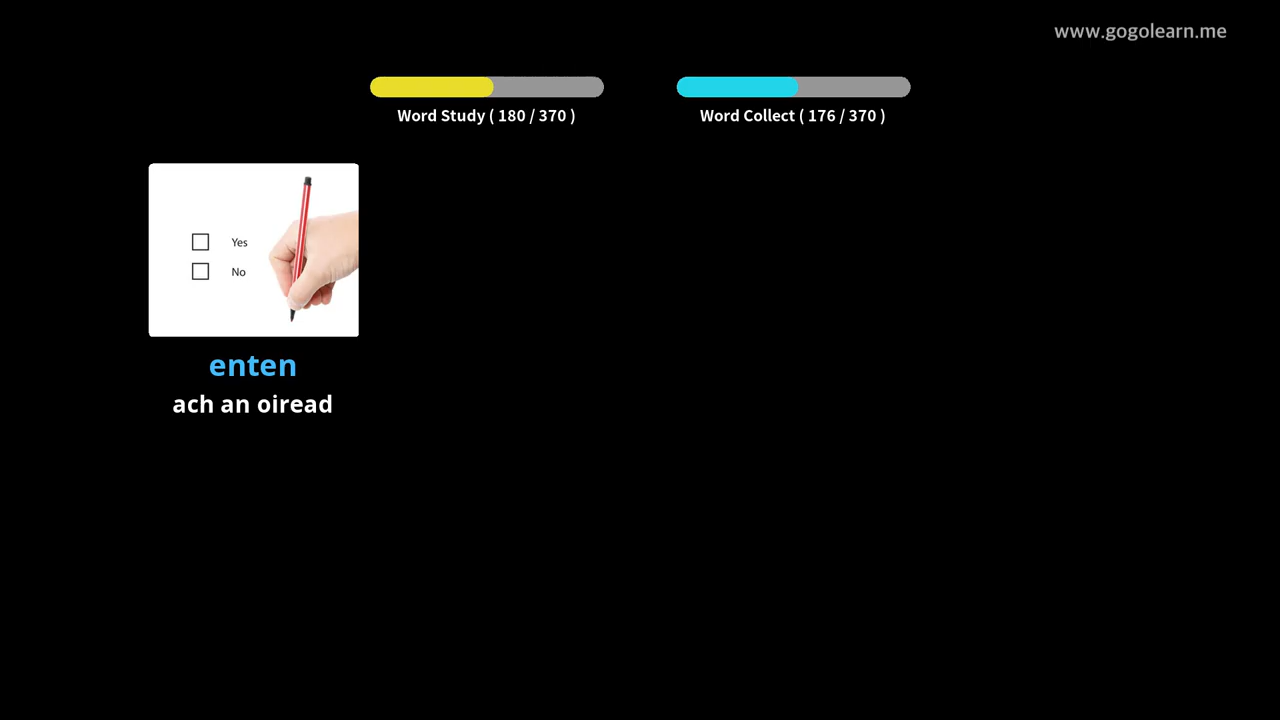 www.gogolearn.me
Word Study ( 180 / 370 )
Word Collect ( 176 / 370 )
Yes
No
enten
ach an oiread